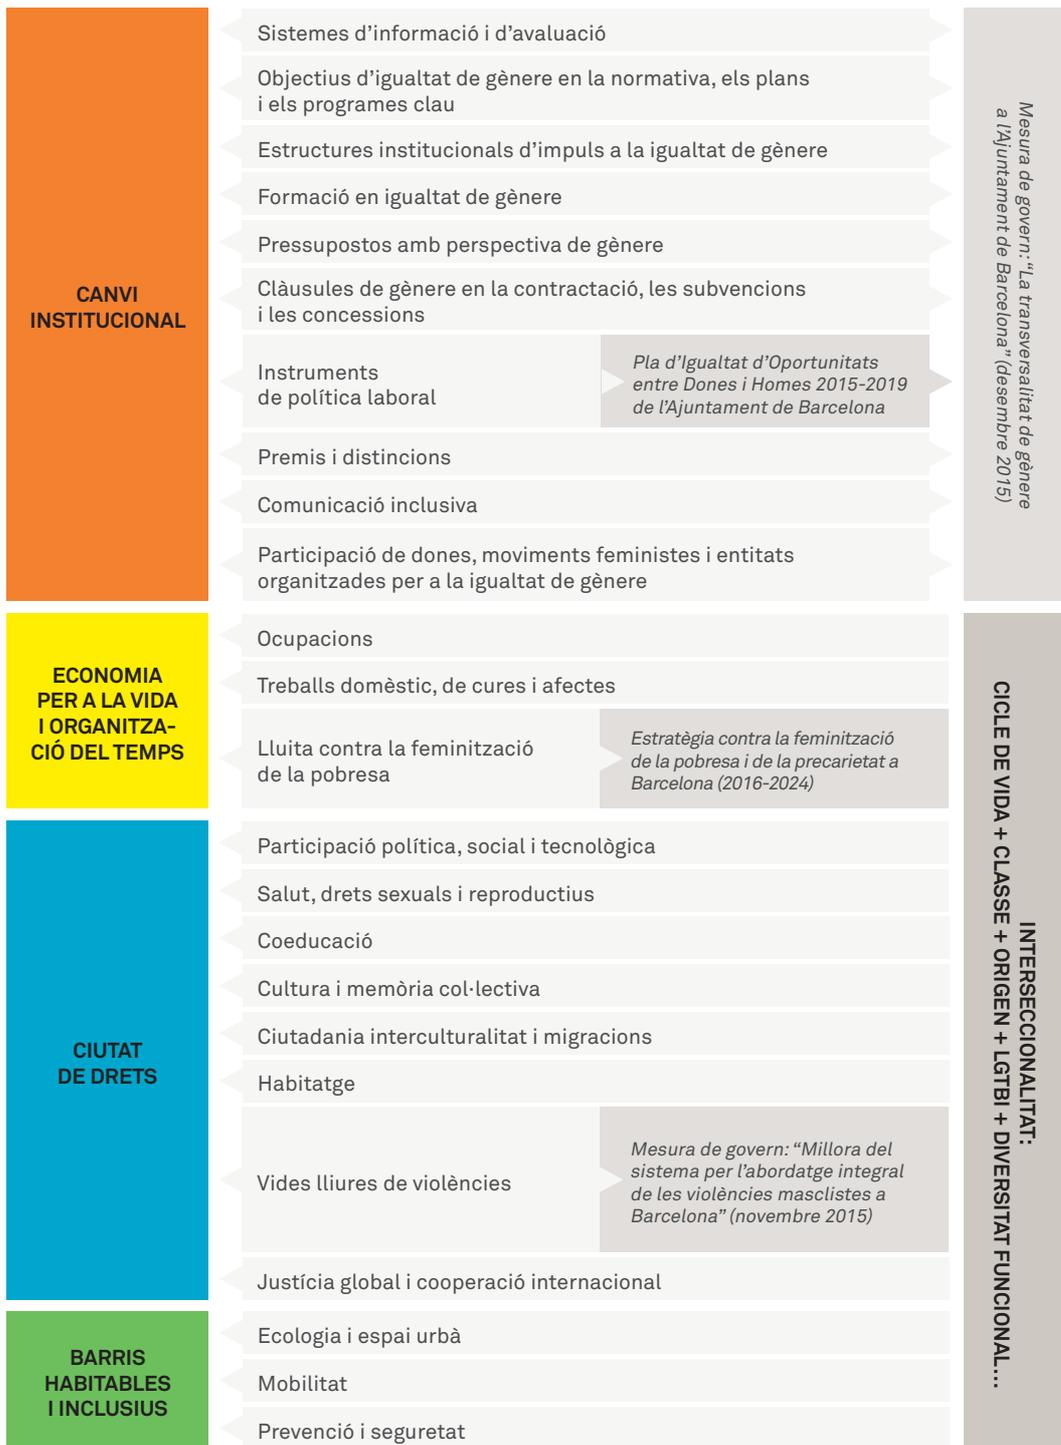 CANVI
INSTITUCIONAL
Sistemes d’informació i d’avaluació
Objectius d’igualtat de gènere en la normativa, els plans
i els programes clau
Estructures institucionals d’impuls a la igualtat de gènere
Formació en igualtat de gènere
Pressupostos amb perspectiva de gènere
Clàusules de gènere en la contractació, les subvencions
i les concessions
Instruments
de política laboral
Pla d’Igualtat d’Oportunitats
entre Dones i Homes 2015-2019
de l’Ajuntament de Barcelona
Premis i distincions
Comunicació inclusiva
Participació de dones, moviments feministes i entitats
organitzades per a la igualtat de gènere
Mesura de govern: “La transversalitat de gènere
a l’Ajuntament de Barcelona” (desembre 2015)
ECONOMIA
PER A LA VIDA
I ORGANITZA-
CIÓ DEL TEMPS
Ocupacions
Treballs domèstic, de cures i afectes
Lluita contra la feminització
de la pobresa
Estratègia contra la feminització
de la pobresa i de la precarietat a
Barcelona (2016-2024)
CIUTAT
DE DRETS
Participació política, social i tecnològica
Salut, drets sexuals i reproductius
Coeducació
Cultura i memòria col·lectiva
Ciutadania interculturalitat i migracions
Habitatge
Vides lliures de violències
Mesura de govern: “Millora del
sistema per l’abordatge integral
de les violències masclistes a
Barcelona” (novembre 2015)
Justícia global i cooperació internacional
BARRIS
HABITABLES
I INCLUSIUS
Ecologia i espai urbà
Mobilitat
Prevenció i seguretat
INTERSECCIONALITAT:
CICLE DE VIDA + CLASSE + ORIGEN + LGTBI + DIVERSITAT FUNCIONAL...